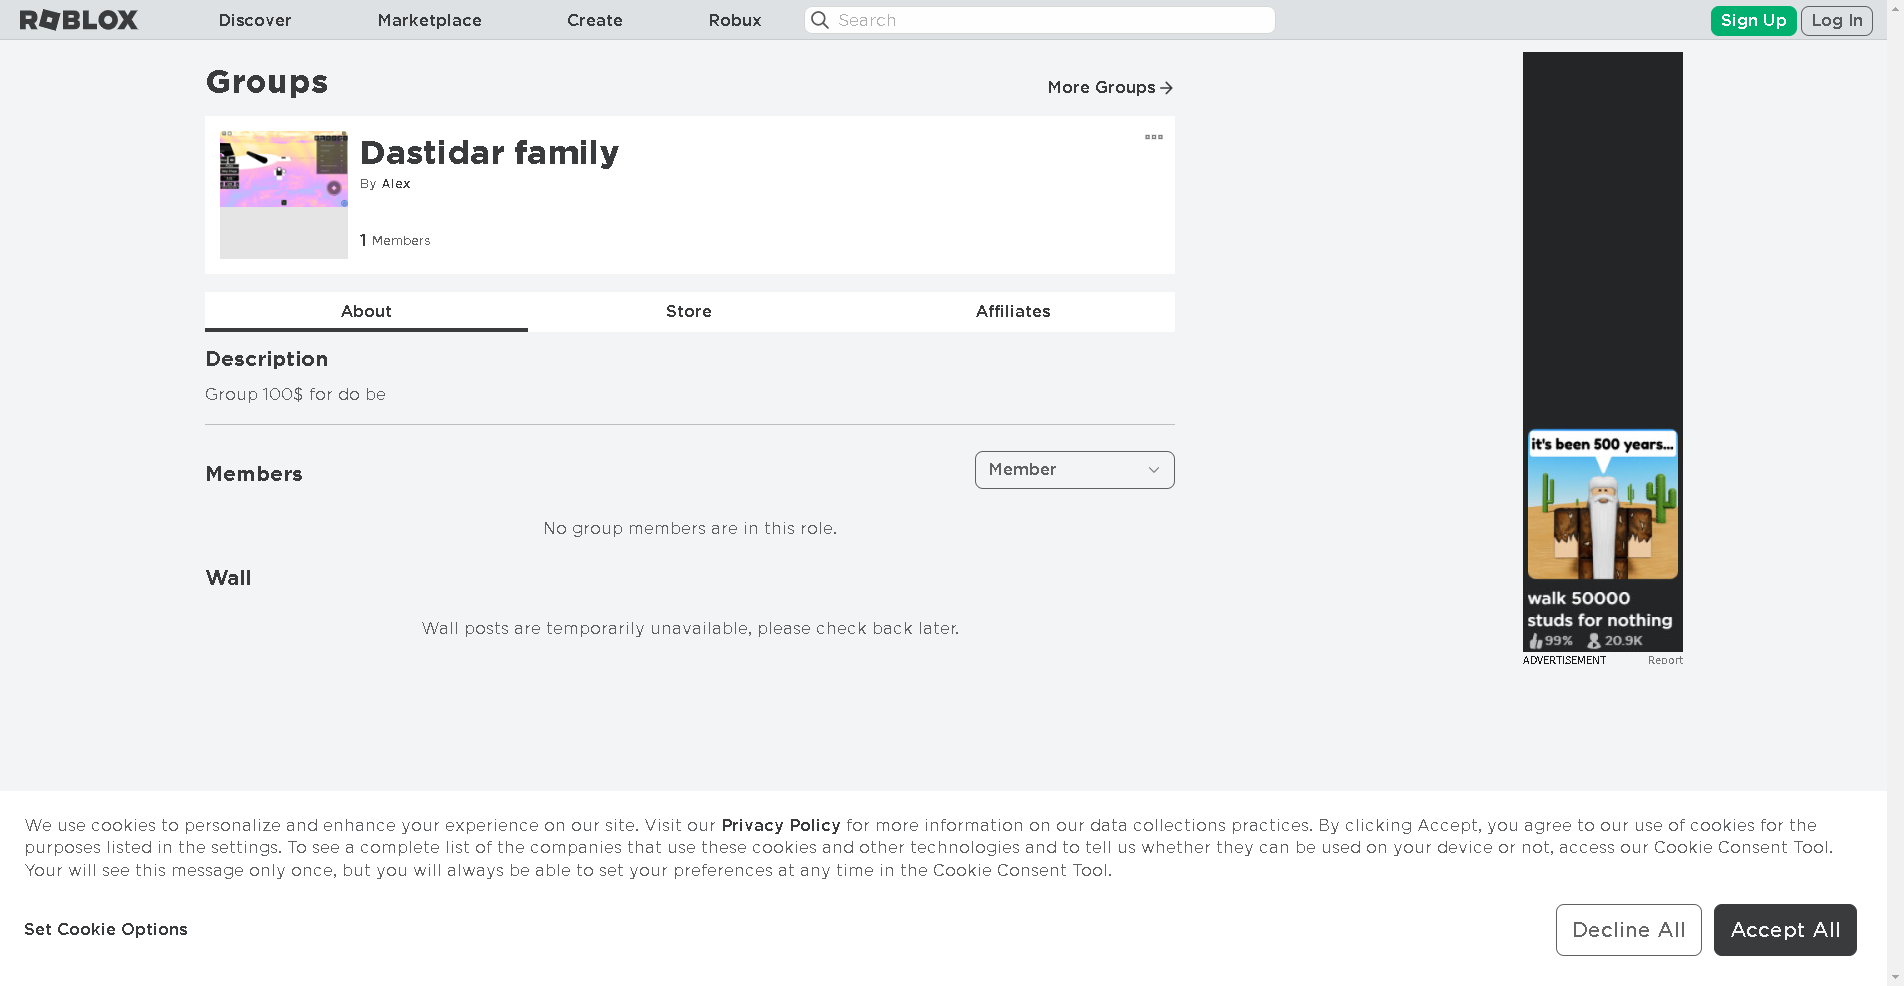 ROBLOX Discover Marketplace Create Robux Search Sign Up Log In
Groups
More Groups
Dastidar family
By Alex
1 Members
About Store Affiliates
Description
Group 100$ for do be
Members
Member
No group members are in this role.
Wall
Wall posts are temporarily unavailable, please check back later.
it's been 500 years...
walk 50000
studs for nothing
99% 20.9K
ADVERTISEMENT Report
We use cookies to personalize and enhance your experience on our site. Visit our Privacy Policy for more information on our data collections practices. By clicking Accept, you agree to our use of cookies for the
purposes listed in the settings. To see a complete list of the companies that use these cookies and other technologies and to tell us whether they can be used on your device or not, access our Cookie Consent Tool.
Your will see this message only once, but you will always be able to set your preferences at any time in the Cookie Consent Tool.
Set Cookie Options
Decline All
Accept All